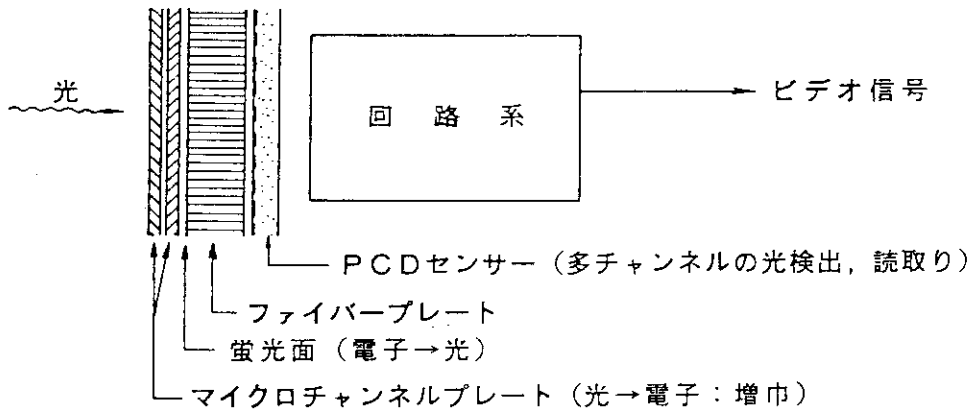 光
回路系
ビデオ信号
PCDセンサー（多チャンネルの光検出，読取り）
ファイバープレート
蛍光面（電子→光）
マイクロチャンネルプレート（光→電子：増巾）